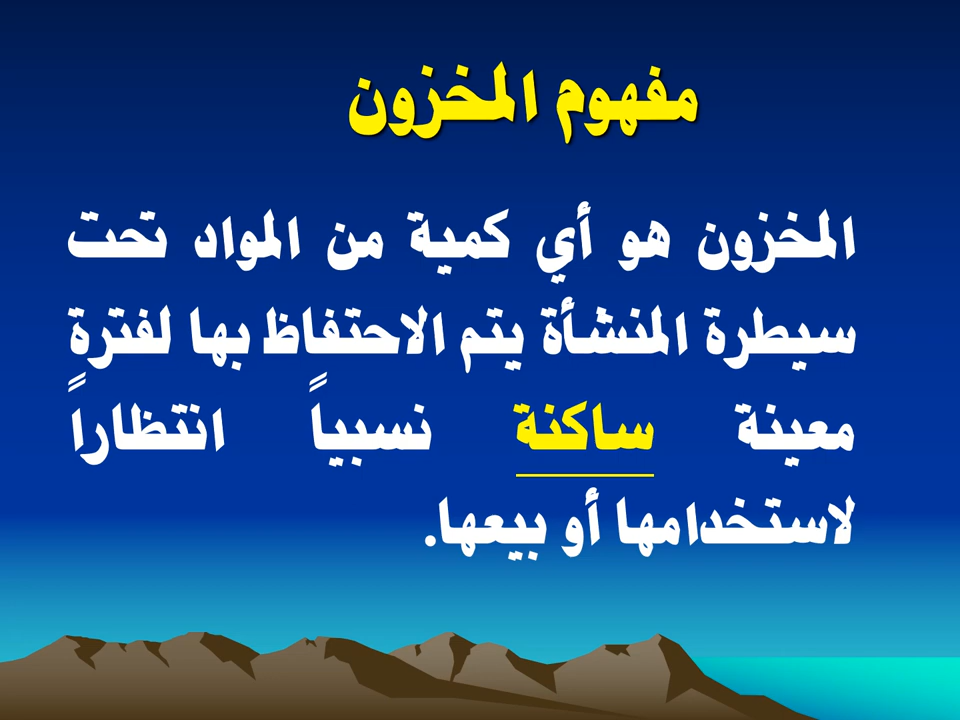 مفهوم المخزون
المخزون هو أي كمية من المواد تحت
سيطرة المنشأة يتم الاحتفاظ بها لفترة
معينة ساكنة نسبياً انتظاراً
لاستخدامها أو بيعها.